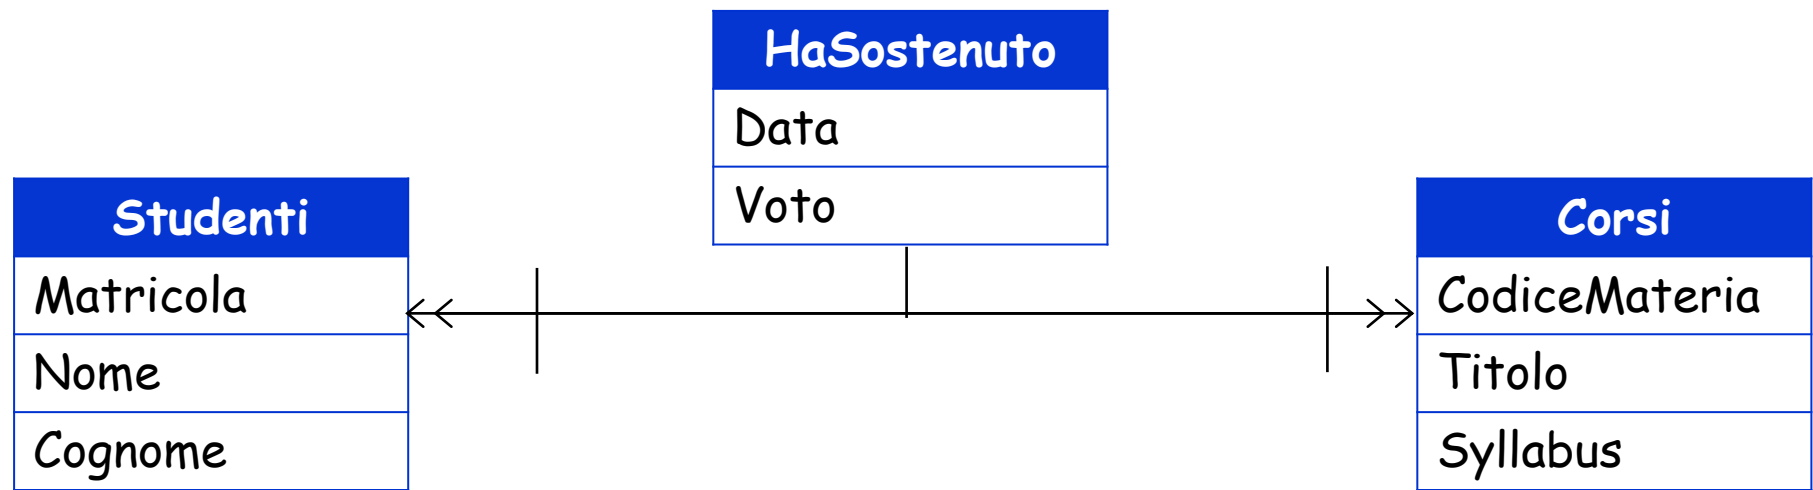 HaSostenuto
Data
Voto
Studenti
Matricola
Nome
Cognome
Corsi
CodiceMateria
Titolo
Syllabus